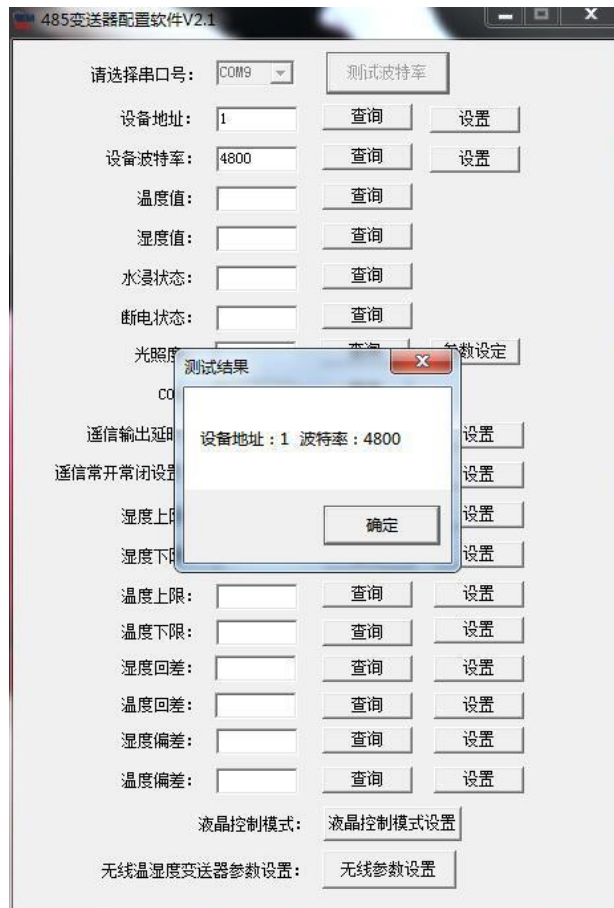 485变送器配置软件V2.1
请选择串口号： COM9 测试波特率
设备地址： 1 查询 设置
设备波特率： 4800 查询 设置
温度值： 查询
湿度值： 查询
水浸状态： 查询
断电状态： 查询
光照度 查询 参数设定
测试结果
CO
设备地址：1 波特率：4800
遥信输出延时 设置
遥信常开常闭设置 设置
确定
湿度上限 设置
湿度下限 设置
温度上限： 查询 设置
温度下限： 查询 设置
湿度回差： 查询 设置
温度回差： 查询 设置
湿度偏差： 查询 设置
温度偏差： 查询 设置
液晶控制模式： 液晶控制模式设置
无线温湿度变送器参数设置： 无线参数设置